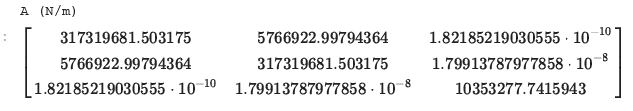 A (N/m)
:
317319681.503175 5766922.99794364 1.82185219030555 · 10⁻¹⁰
5766922.99794364 317319681.503175 1.79913787977858 · 10⁻⁸
1.82185219030555 · 10⁻¹⁰ 1.79913787977858 · 10⁻⁸ 10353277.7415943